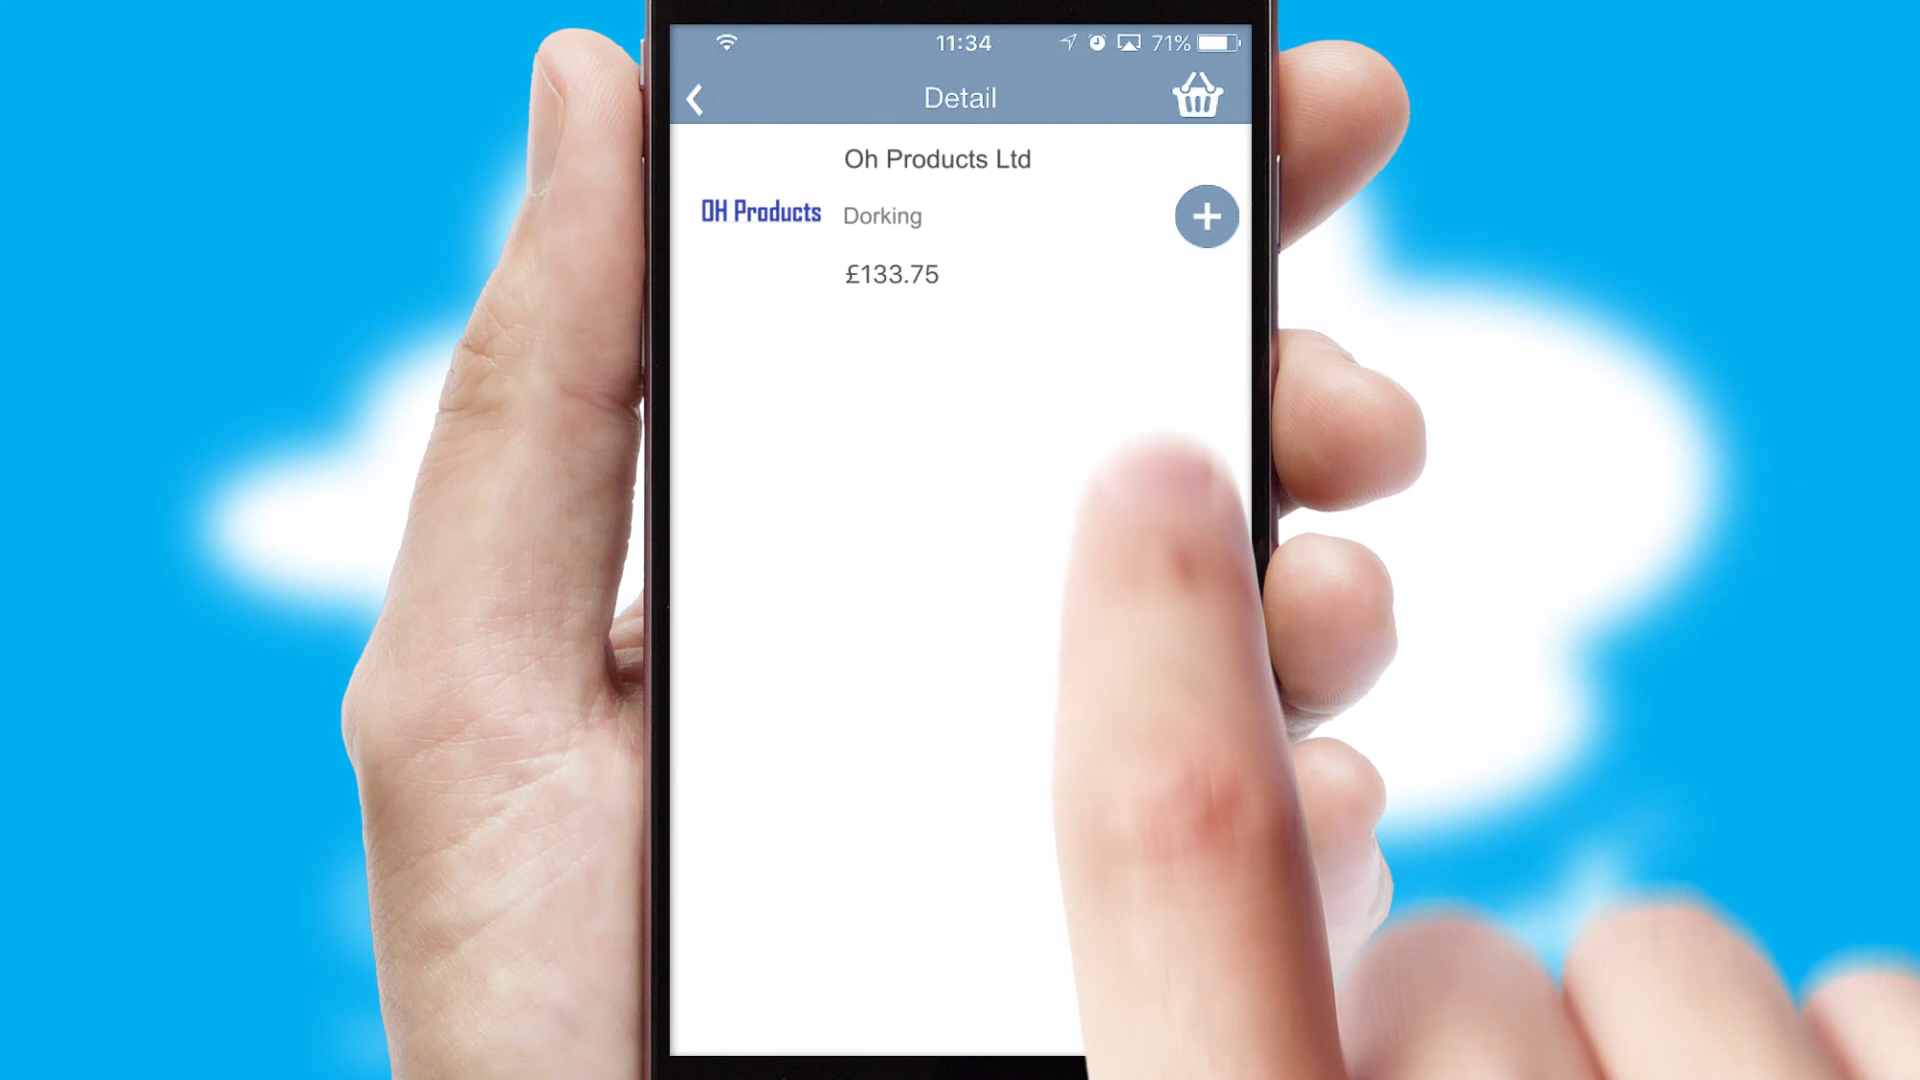 11:34
71%
Detail
Oh Products Ltd
OH Products
Dorking
£133.75